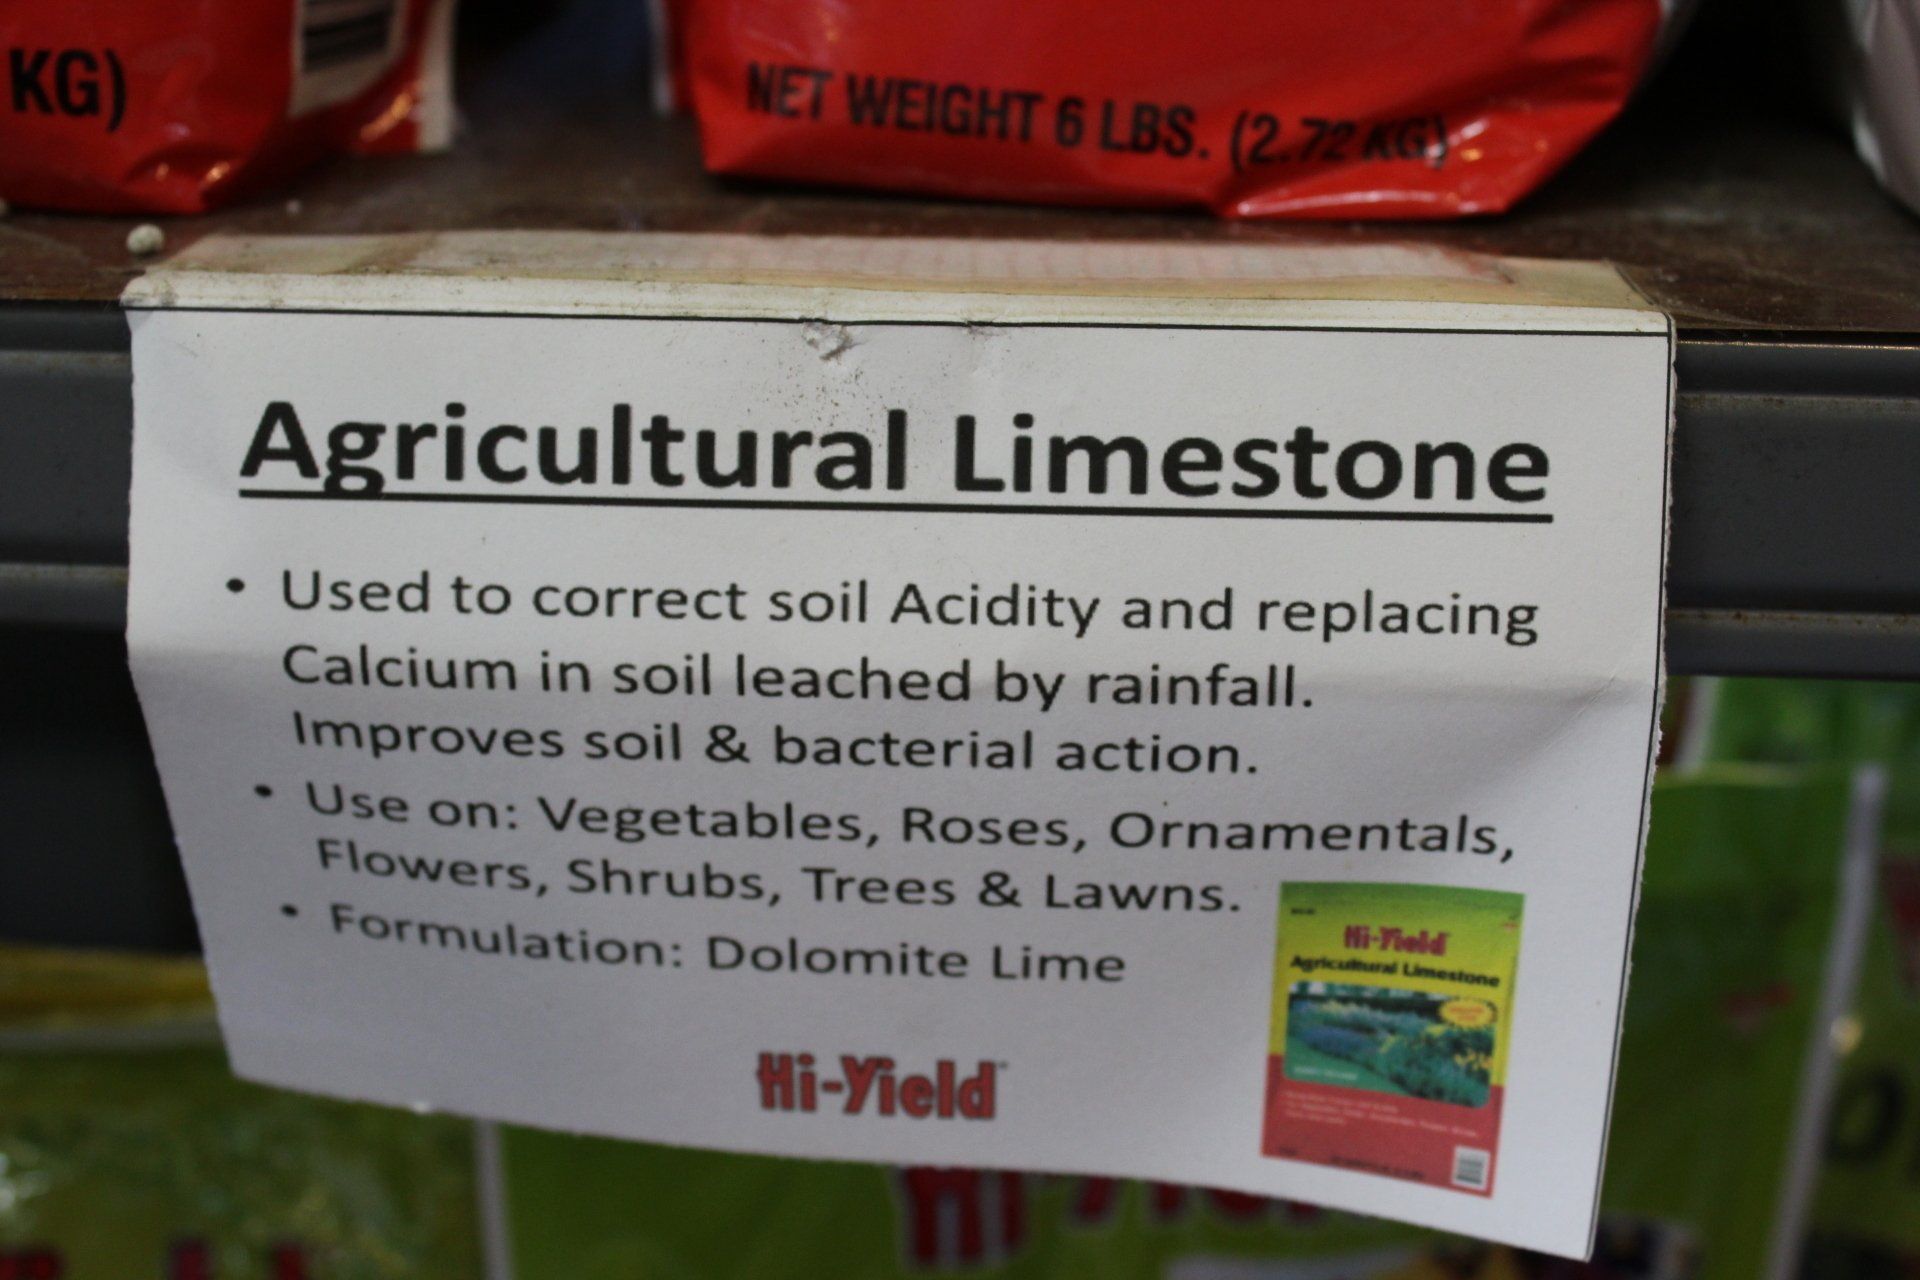 KG)
NET WEIGHT 6 LBS. (2.72 KG)
Agricultural Limestone
• Used to correct soil Acidity and replacing
Calcium in soil leached by rainfall.
Improves soil & bacterial action.
• Use on: Vegetables, Roses, Ornamentals,
Flowers, Shrubs, Trees & Lawns.
• Formulation: Dolomite Lime
Hi-Yield
Hi-Yield
Agricultural Limestone